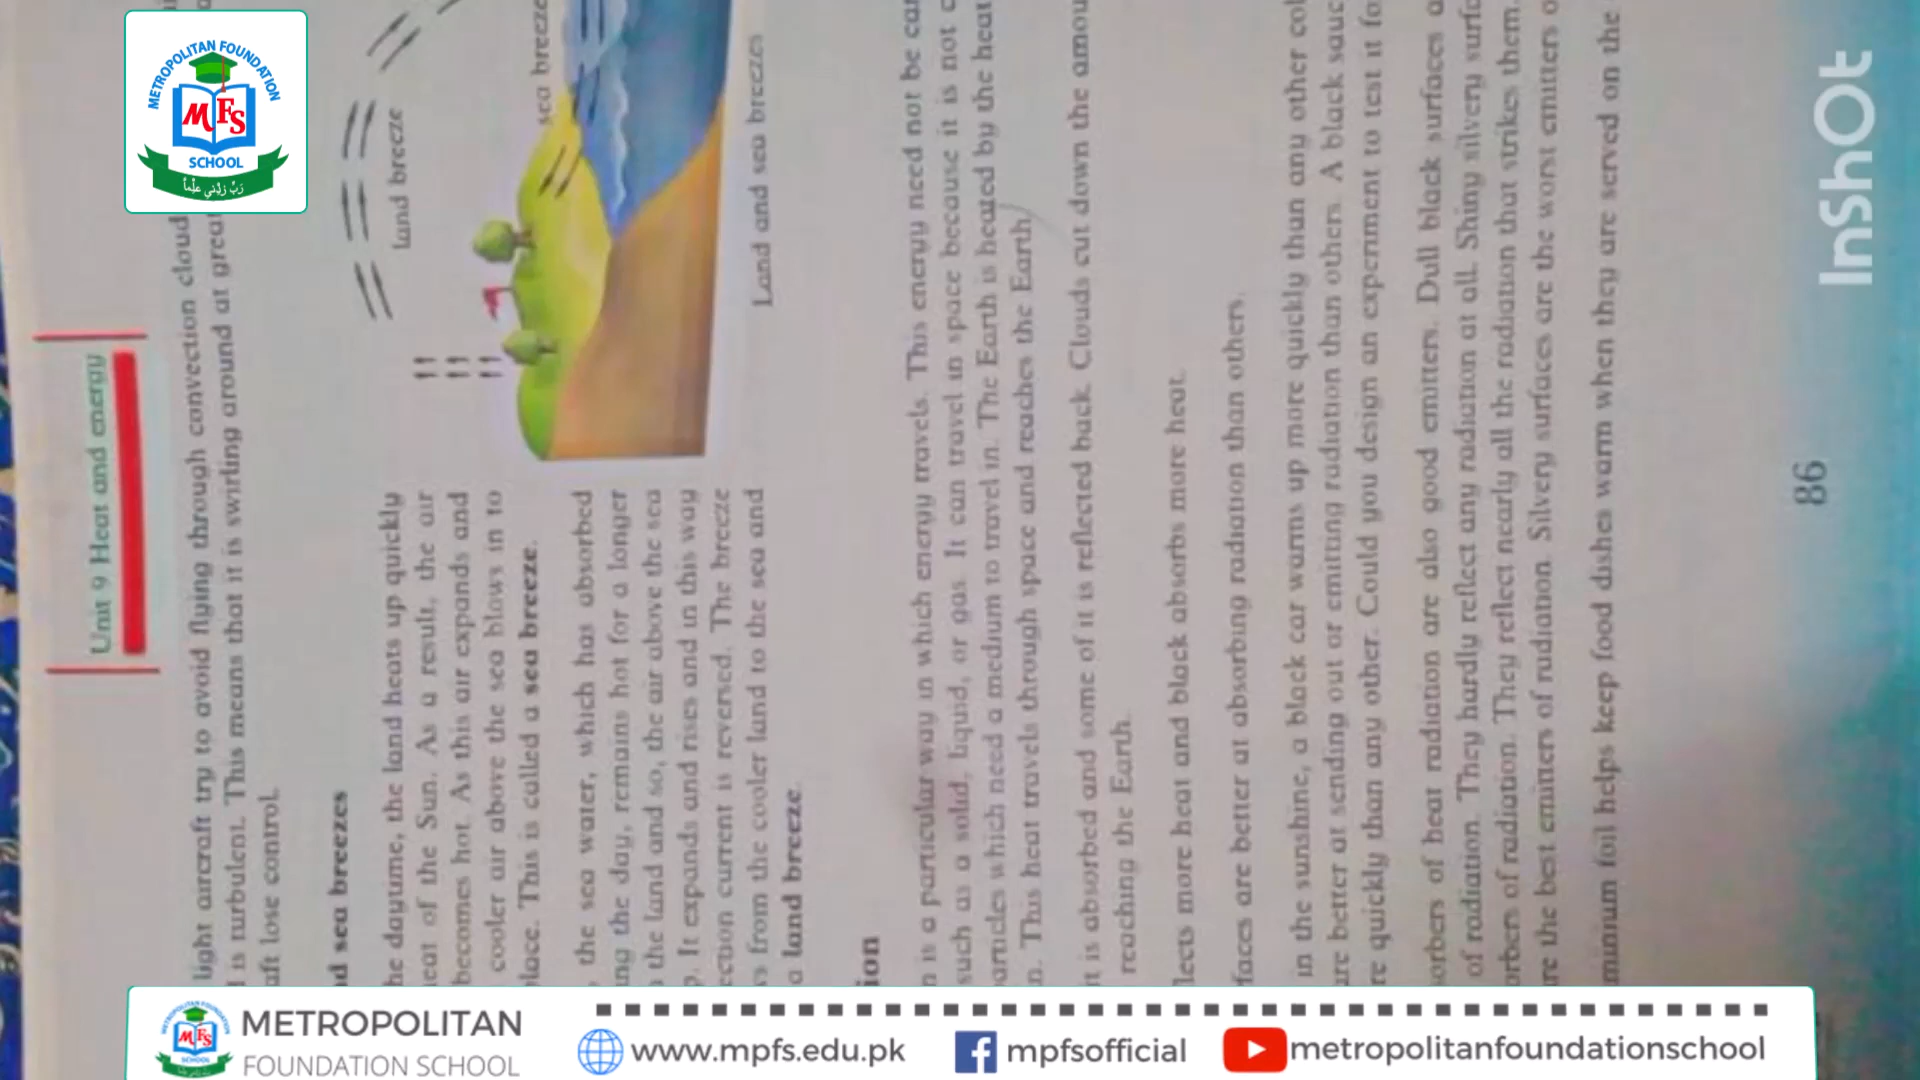 Unit 9 Heat and energy
light aircraft try to avoid flying through convection cloud
is turbulent. This means that it is swirling around at great
aft lose control.
nd sea breezes
he daytime, the land heats up quickly
eat of the Sun. As a result, the air
becomes hot. As this air expands and
cooler air above the sea blows in to
place. This is called a sea breeze.
the sea water, which has absorbed
ng the day, remains hot for a longer
the land and so, the air above the sea
p. It expands and rises and in this way
ection current is reversed. The breeze
s from the cooler land to the sea and
a land breeze.
land breeze
sea breeze
Land and sea breezes
ion
n is a particular way in which energy travels. This energy need not be car
such as a solid, liquid, or gas. It can travel in space because it is not c
particles which need a medium to travel in. The Earth is heated by the heat
n. This heat travels through space and reaches the Earth.
it is absorbed and some of it is reflected back. Clouds cut down the amou
reaching the Earth.
lects more heat and black absorbs more heat.
faces are better at absorbing radiation than others.
in the sunshine, a black car warms up more quickly than any other col
are better at sending out or emitting radiation than others. A black sauc
re quickly than any other. Could you design an experiment to test it fo
sorbers of heat radiation are also good emitters. Dull black surfaces a
of radiation. They hardly reflect any radiation at all. Shiny silvery surfa
orbers of radiation. They reflect nearly all the radiation that strikes them.
re the best emitters of radiation. Silvery surfaces are the worst emitters o
minium foil helps keep food dishes warm when they are served on the
86
InShOt
METROPOLITAN FOUNDATION
MFS
SCHOOL
رَبِّ زِدْنِي عِلْماً
METROPOLITAN
FOUNDATION SCHOOL
www.mpfs.edu.pk
mpfsofficial
metropolitanfoundationschool